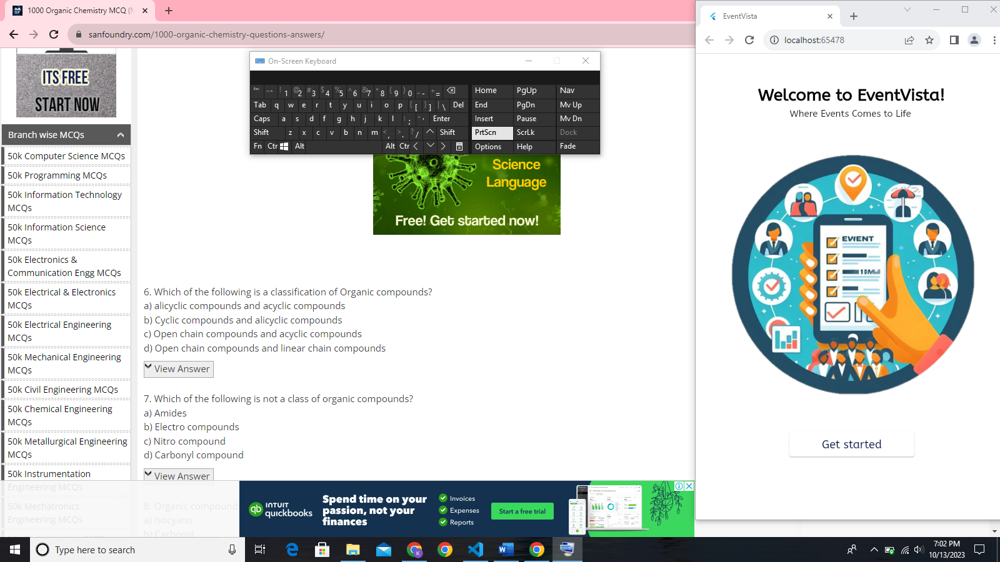 1000 Organic Chemistry MCQ (M
sanfoundry.com/1000-organic-chemistry-questions-answers/
ITS FREE
START NOW
Branch wise MCQs
50k Computer Science MCQs
50k Programming MCQs
50k Information Technology
MCQs
50k Information Science
MCQs
50k Electronics &
Communication Engg MCQs
50k Electrical & Electronics
MCQs
50k Electrical Engineering
MCQs
50k Mechanical Engineering
MCQs
50k Civil Engineering MCQs
50k Chemical Engineering
MCQs
50k Metallurgical Engineering
MCQs
50k Instrumentation
Engineering MCQs
50k Mechatronics
Engineering MCQs
On-Screen Keyboard
Esc ~ ` ! 1 @ 2 # 3 $ 4 % 5 ^ 6 & 7 * 8 ( 9 ) 0 _ - + = Home PgUp Nav
Tab q w e r t y u i o p { [ } ] | \ Del End PgDn Mv Up
Caps a s d f g h j k l : ; " ' Enter Insert Pause Mv Dn
Shift z x c v b n m < , > . ? / Shift PrtScn ScrLk Dock
Fn Ctr Alt Alt Ctr Options Help Fade
Science
Language
Free! Get started now!
6. Which of the following is a classification of Organic compounds?
a) alicyclic compounds and acyclic compounds
b) Cyclic compounds and alicyclic compounds
c) Open chain compounds and acyclic compounds
d) Open chain compounds and linear chain compounds
View Answer
7. Which of the following is not a class of organic compounds?
a) Amides
b) Electro compounds
c) Nitro compound
d) Carbonyl compound
View Answer
8. Organic compound
a) Isocyano
b) Carbonyl
INTUIT
quickbooks
Spend time on your
passion, not your
finances
Invoices
Expenses
Reports
Start a free trial
EventVista
localhost:65478
Welcome to EventVista!
Where Events Comes to Life
EVIENT
10M
Get started
Type here to search
7:02 PM
10/13/2023